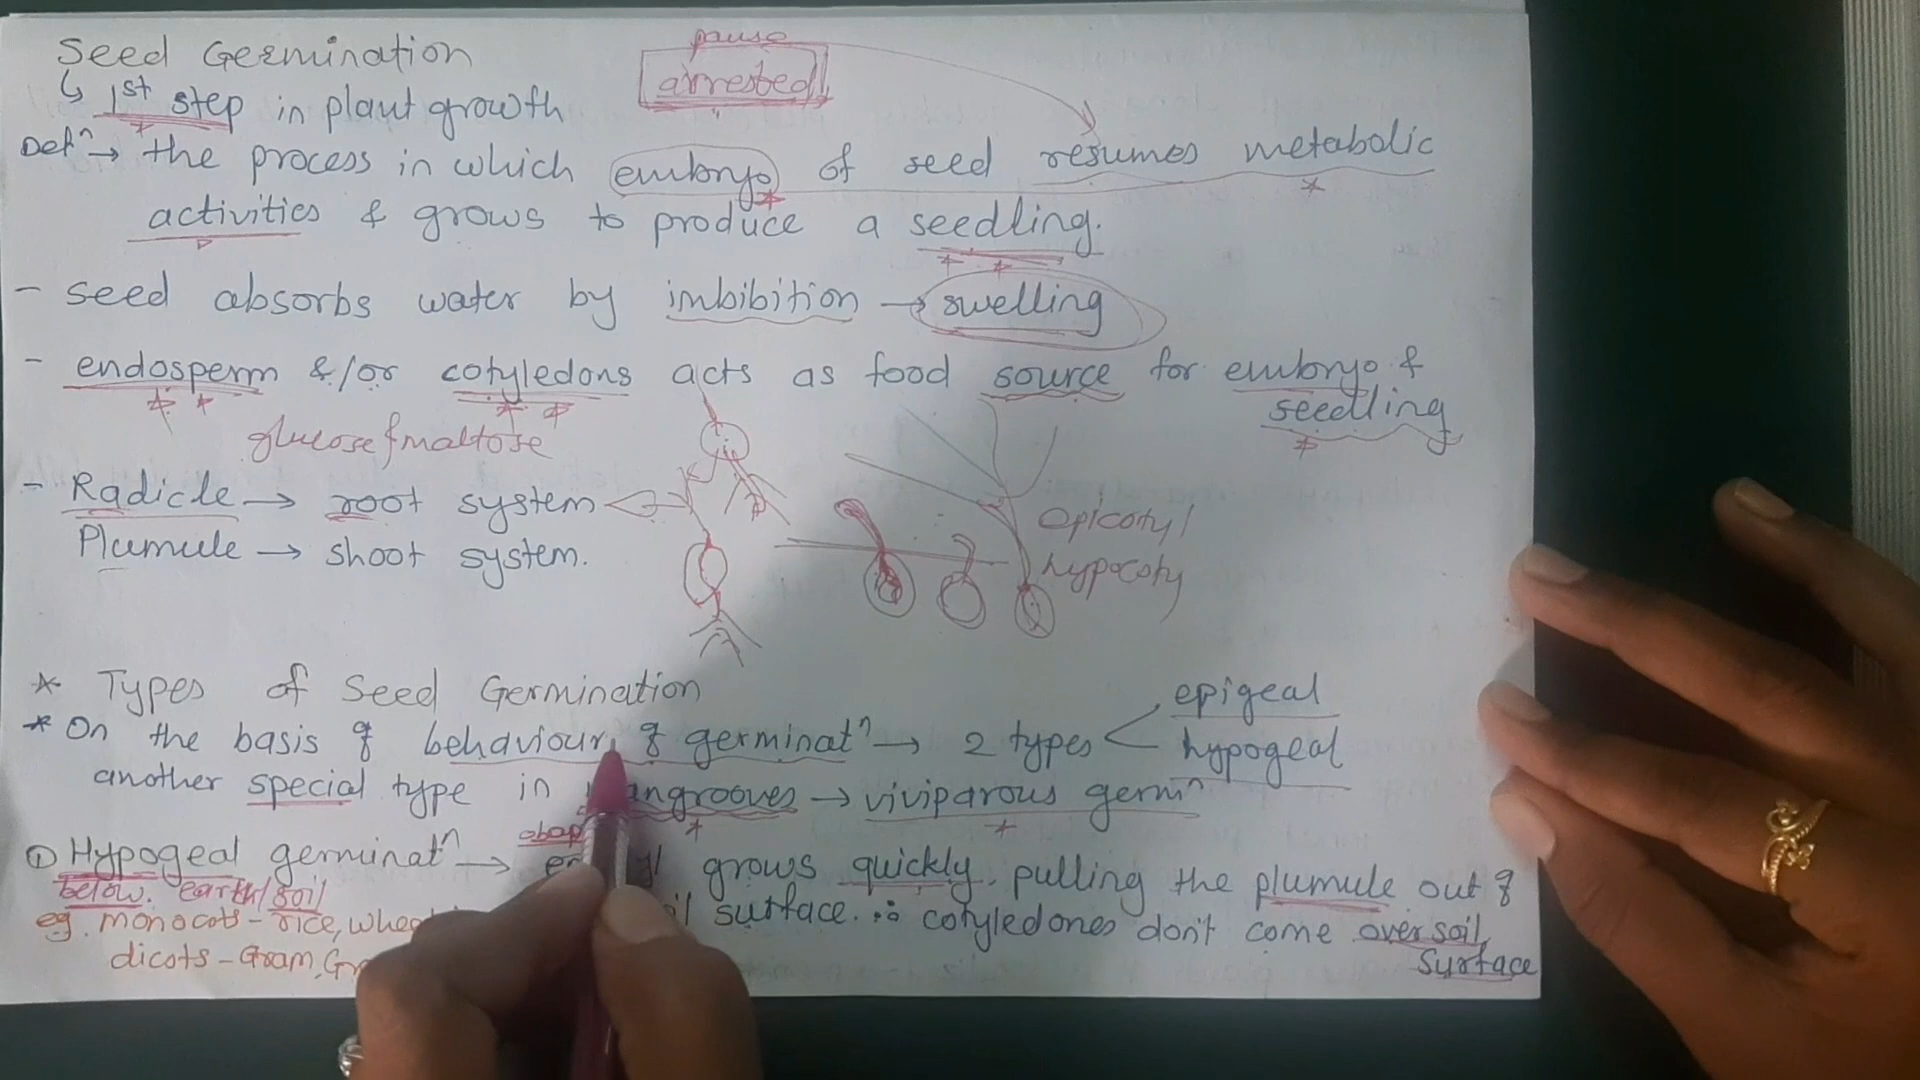 Seed Germination
pause
arrested
↳ 1st step in plant growth
Defⁿ → the process in which embryo of seed resumes metabolic
activities & grows to produce a seedling.
- seed absorbs water by imbibition → swelling
- endosperm &/or cotyledons acts as food source for embryo &
seedling
glucose & maltose
- Radicle → root system
Plumule → shoot system.
epicotyl
hypocoty
* Types of Seed Germination
* On the basis of behaviour of germinatⁿ → 2 types < epigeal
hypogeal
another special type in mangrooves → viviparous germⁿ
① Hypogeal germinatⁿ → grows quickly, pulling the plumule out of
below. earth/soil
surface. ∴ cotyledones don't come over soil
surface
eg. monocots - rice, whea
dicots - Gram,